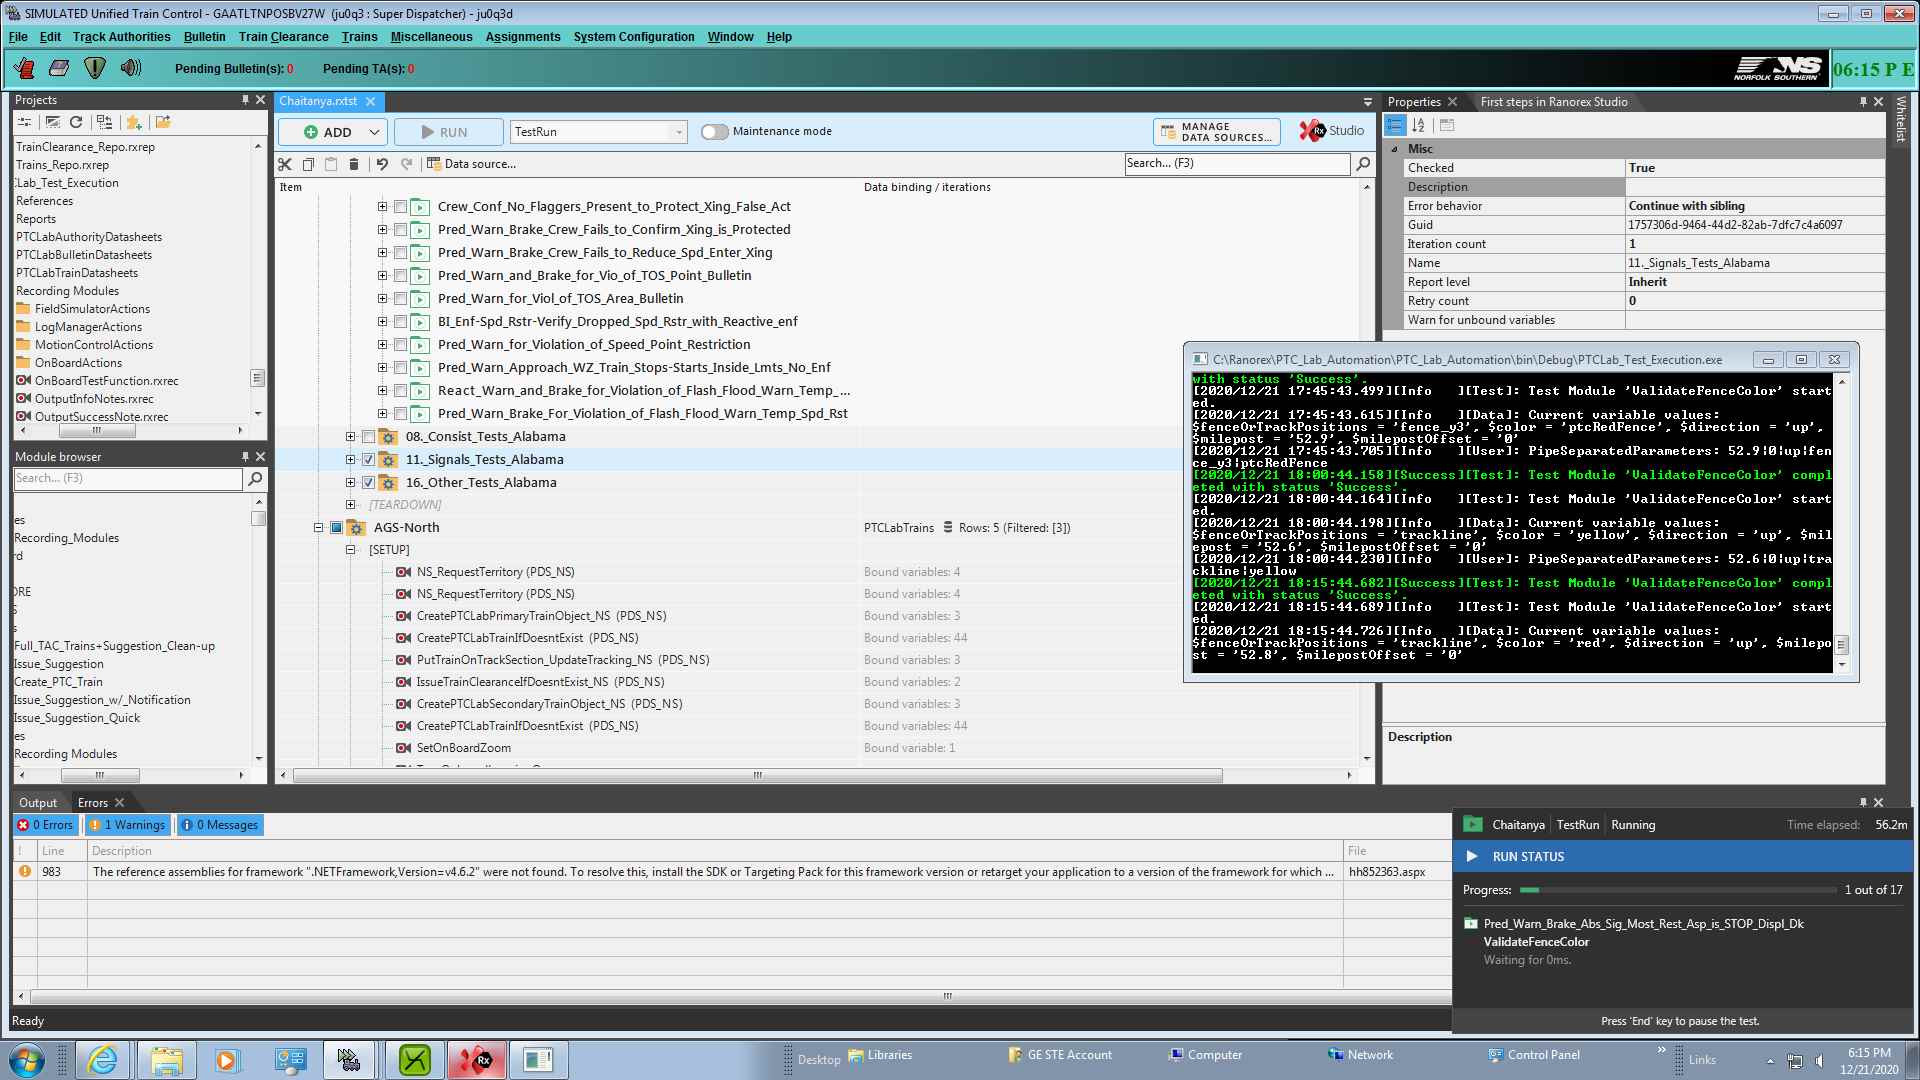 SIMULATED Unified Train Control - GAATLTNPOSBV27W (ju0q3 : Super Dispatcher) - ju0q3d
File Edit Track Authorities Bulletin Train Clearance Trains Miscellaneous Assignments System Configuration Window Help
Pending Bulletin(s): 0 Pending TA(s): 0
NS
NORFOLK SOUTHERN
06:15 P E
Projects
TrainClearance_Repo.rxrep
Trains_Repo.rxrep
Lab_Test_Execution
References
Reports
PTCLabAuthorityDatasheets
PTCLabBulletinDatasheets
PTCLabTrainDatasheets
Recording Modules
FieldSimulatorActions
LogManagerActions
MotionControlActions
OnBoardActions
OnBoardTestFunction.rxrec
OutputInfoNotes.rxrec
OutputSuccessNote.rxrec
Module browser
Search... (F3)
es
Recording_Modules
rd
ORE
s
Full_TAC_Trains+Suggestion_Clean-up
Issue_Suggestion
Create_PTC_Train
Issue_Suggestion_w/_Notification
Issue_Suggestion_Quick
es
Recording Modules
Chaitanya.rxtst
ADD RUN TestRun Maintenance mode MANAGE DATA SOURCES... Rx Studio
Data source... Search... (F3)
Item Data binding / iterations
Crew_Conf_No_Flaggers_Present_to_Protect_Xing_False_Act
Pred_Warn_Brake_Crew_Fails_to_Confirm_Xing_is_Protected
Pred_Warn_Brake_Crew_Fails_to_Reduce_Spd_Enter_Xing
Pred_Warn_and_Brake_for_Vio_of_TOS_Point_Bulletin
Pred_Warn_for_Viol_of_TOS_Area_Bulletin
BI_Enf-Spd_Rstr-Verify_Dropped_Spd_Rstr_with_Reactive_enf
Pred_Warn_for_Violation_of_Speed_Point_Restriction
Pred_Warn_Approach_WZ_Train_Stops-Starts_Inside_Lmts_No_Enf
React_Warn_and_Brake_for_Violation_of_Flash_Flood_Warn_Temp_...
Pred_Warn_Brake_For_Violation_of_Flash_Flood_Warn_Temp_Spd_Rst
08._Consist_Tests_Alabama
11._Signals_Tests_Alabama
16._Other_Tests_Alabama
[TEARDOWN]
AGS-North PTCLabTrains Rows: 5 (Filtered: [3])
[SETUP]
NS_RequestTerritory (PDS_NS) Bound variables: 4
NS_RequestTerritory (PDS_NS) Bound variables: 4
CreatePTCLabPrimaryTrainObject_NS (PDS_NS) Bound variables: 3
CreatePTCLabTrainIfDoesntExist (PDS_NS) Bound variables: 44
PutTrainOnTrackSection_UpdateTracking_NS (PDS_NS) Bound variables: 3
IssueTrainClearanceIfDoesntExist_NS (PDS_NS) Bound variables: 2
CreatePTCLabSecondaryTrainObject_NS (PDS_NS) Bound variables: 3
CreatePTCLabTrainIfDoesntExist (PDS_NS) Bound variables: 44
SetOnBoardZoom Bound variable: 1
Properties First steps in Ranorex Studio
Whitelist
Misc
Checked True
Description
Error behavior Continue with sibling
Guid 1757306d-9464-44d2-82ab-7dfc7c4a6097
Iteration count 1
Name 11._Signals_Tests_Alabama
Report level Inherit
Retry count 0
Warn for unbound variables
C:\Ranorex\PTC_Lab_Automation\PTC_Lab_Automation\bin\Debug\PTCLab_Test_Execution.exe
with status 'Success'.
[2020/12/21 17:45:43.499][Info   ][Test]: Test Module 'ValidateFenceColor' start
ed.
[2020/12/21 17:45:43.615][Info   ][Data]: Current variable values:
$fenceOrTrackPositions = 'fence_y3', $color = 'ptcRedFence', $direction = 'up',
$milepost = '52.9', $milepostOffset = '0'
[2020/12/21 17:45:43.705][Info   ][User]: PipeSeparatedParameters: 52.9|0|up|fen
ce_y3|ptcRedFence
[2020/12/21 18:00:44.158][Success][Test]: Test Module 'ValidateFenceColor' compl
eted with status 'Success'.
[2020/12/21 18:00:44.164][Info   ][Test]: Test Module 'ValidateFenceColor' start
ed.
[2020/12/21 18:00:44.198][Info   ][Data]: Current variable values:
$fenceOrTrackPositions = 'trackline', $color = 'yellow', $direction = 'up', $mil
epost = '52.6', $milepostOffset = '0'
[2020/12/21 18:00:44.230][Info   ][User]: PipeSeparatedParameters: 52.6|0|up|tra
ckline|yellow
[2020/12/21 18:15:44.682][Success][Test]: Test Module 'ValidateFenceColor' compl
eted with status 'Success'.
[2020/12/21 18:15:44.689][Info   ][Test]: Test Module 'ValidateFenceColor' start
ed.
[2020/12/21 18:15:44.726][Info   ][Data]: Current variable values:
$fenceOrTrackPositions = 'trackline', $color = 'red', $direction = 'up', $milepo
st = '52.8', $milepostOffset = '0'
Description
Output Errors
0 Errors 1 Warnings 0 Messages
! Line Description File
983 The reference assemblies for framework ".NETFramework,Version=v4.6.2" were not found. To resolve this, install the SDK or Targeting Pack for this framework version or retarget your application to a version of the framework for which ... hh852363.aspx
Chaitanya TestRun Running Time elapsed: 56.2m
RUN STATUS
Progress: 1 out of 17
Pred_Warn_Brake_Abs_Sig_Most_Rest_Asp_is_STOP_Displ_Dk
ValidateFenceColor
Waiting for 0ms.
Press 'End' key to pause the test.
Ready
Desktop Libraries GE STE Account Computer Network Control Panel Links
6:15 PM
12/21/2020